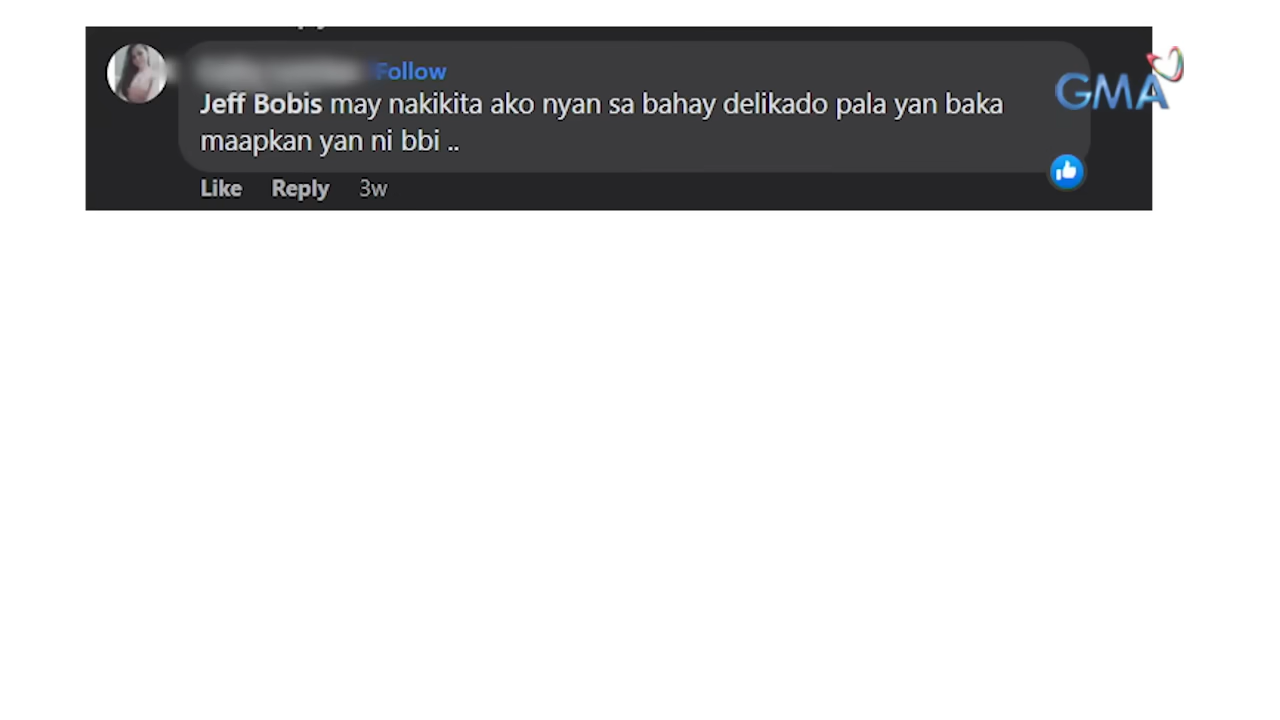 Follow
Jeff Bobis may nakikita ako nyan sa bahay delikado pala yan baka
maapkan yan ni bbi ..
Like Reply 3w
GMA